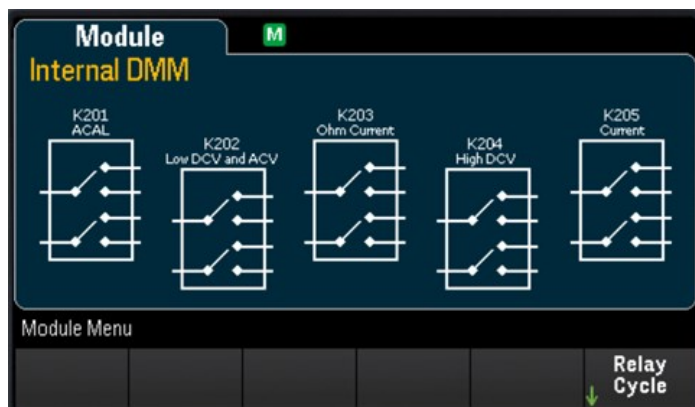 Module
M
Internal DMM
K201
ACAL
K202
Low DCV and ACV
K203
Ohm Current
K204
High DCV
K205
Current
Module Menu
Relay
Cycle